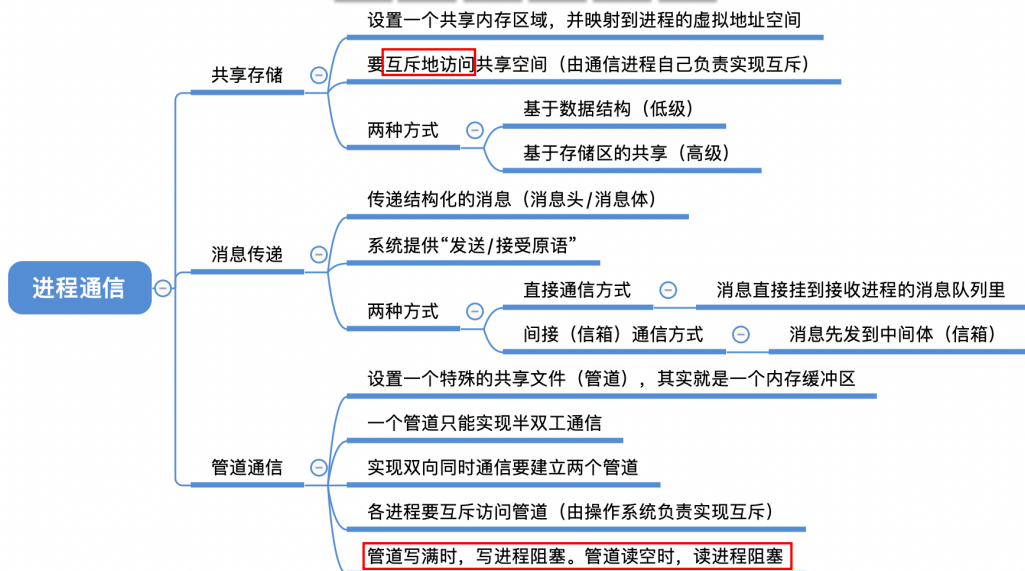 设置一个共享内存区域，并映射到进程的虚拟地址空间
共享存储
要互斥地访问共享空间（由通信进程自己负责实现互斥）
两种方式
基于数据结构（低级）
基于存储区的共享（高级）
传递结构化的消息（消息头/消息体）
消息传递
系统提供“发送/接受原语”
进程通信
两种方式
直接通信方式
消息直接挂到接收进程的消息队列里
间接（信箱）通信方式
消息先发到中间体（信箱）
设置一个特殊的共享文件（管道），其实就是一个内存缓冲区
一个管道只能实现半双工通信
管道通信
实现双向同时通信要建立两个管道
各进程要互斥访问管道（由操作系统负责实现互斥）
管道写满时，写进程阻塞。管道读空时，读进程阻塞